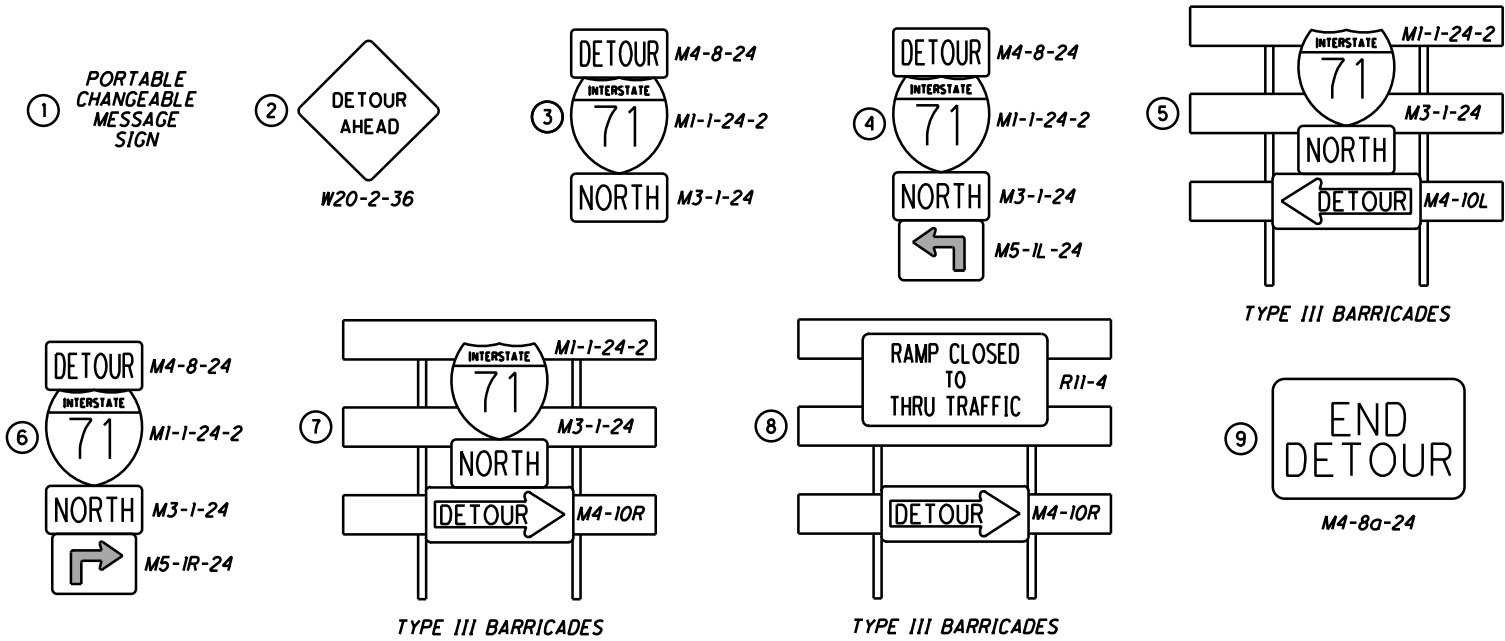 1
PORTABLE
CHANGEABLE
MESSAGE
SIGN
2
DETOUR
AHEAD
W20-2-36
3
DETOUR M4-8-24
INTERSTATE
71 M1-1-24-2
NORTH M3-1-24
4
DETOUR M4-8-24
INTERSTATE
71 M1-1-24-2
NORTH M3-1-24
M5-1L-24
5
INTERSTATE M1-1-24-2
71
M3-1-24
NORTH
DETOUR M4-10L
TYPE III BARRICADES
6
DETOUR M4-8-24
INTERSTATE
71 M1-1-24-2
NORTH M3-1-24
M5-1R-24
7
INTERSTATE M1-1-24-2
71
M3-1-24
NORTH
DETOUR M4-10R
TYPE III BARRICADES
8
RAMP CLOSED
TO R11-4
THRU TRAFFIC
DETOUR M4-10R
TYPE III BARRICADES
9
END
DETOUR
M4-8a-24